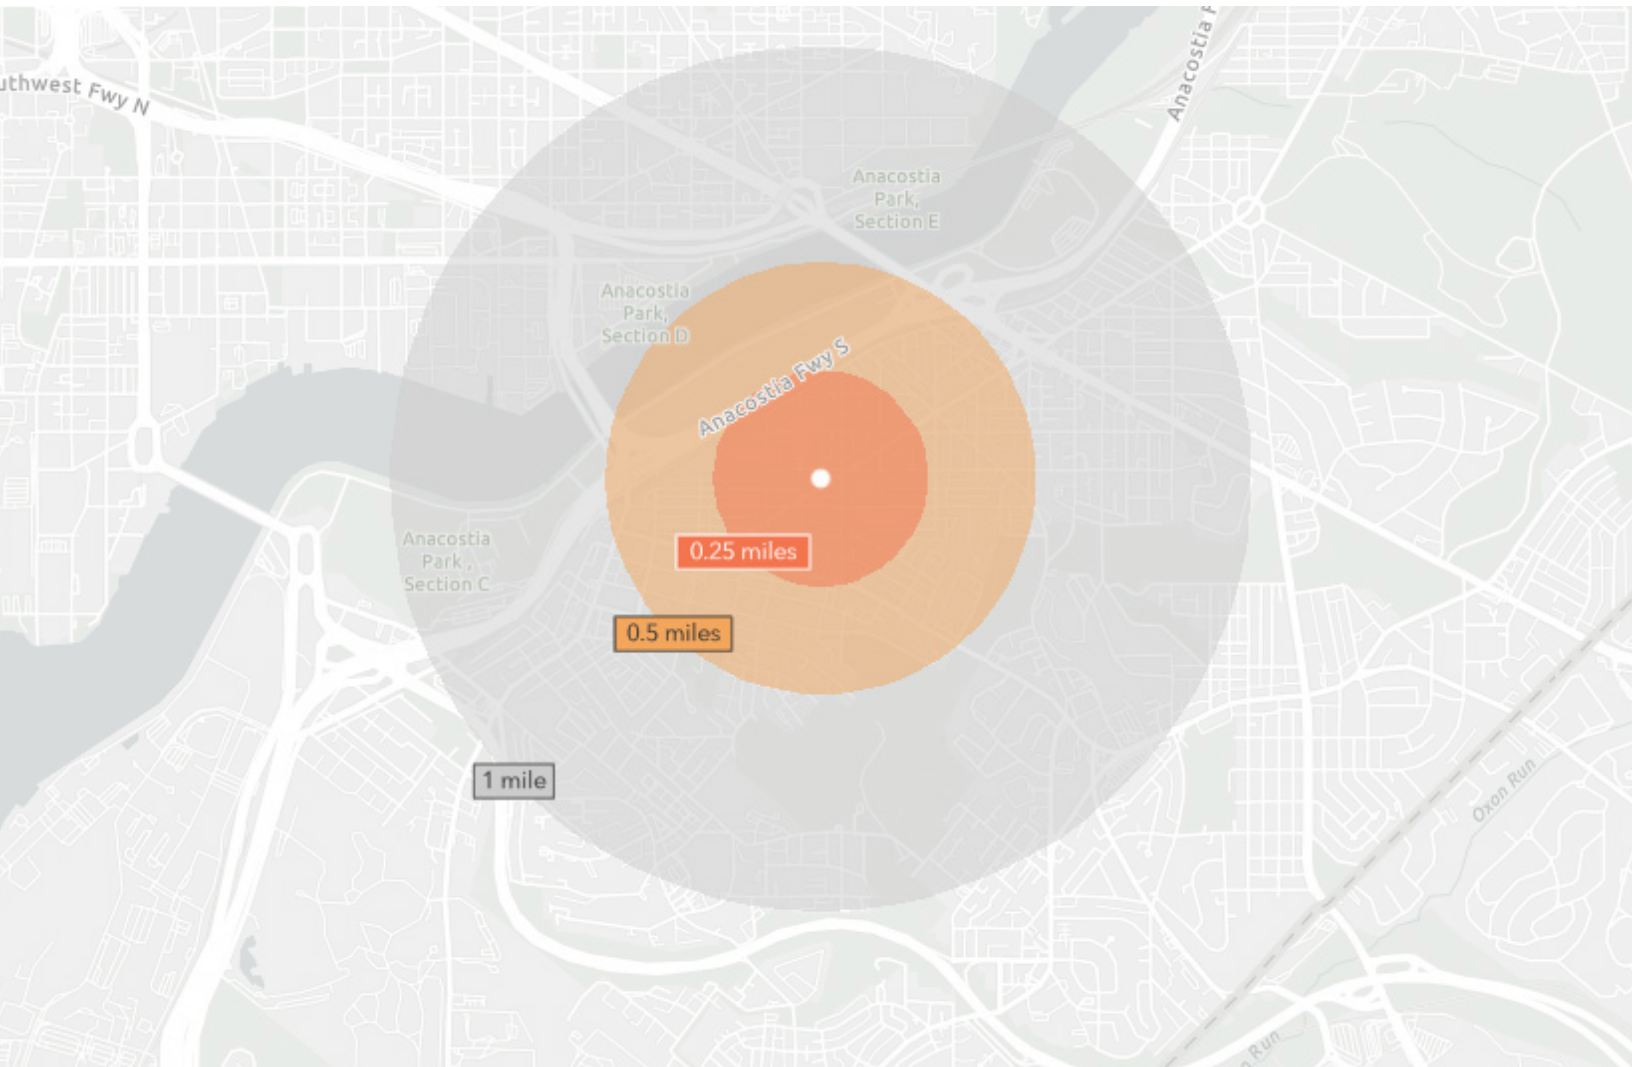 Anacostia F
uthwest Fwy N
Anacostia
Park,
Section E
Anacostia
Park,
Section D
Anacostia Fwy S
Anacostia
Park ,
Section C
0.25 miles
0.5 miles
1 mile
Oxon Run
n Run